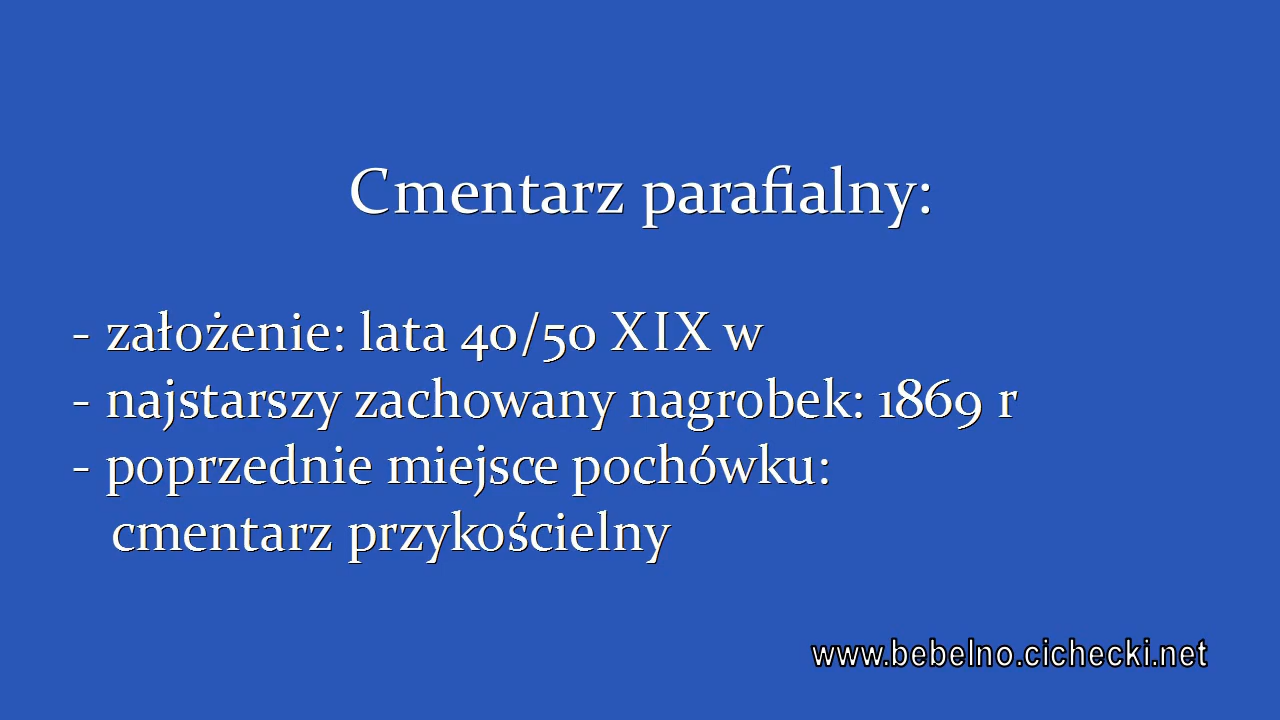 Cmentarz parafialny:
- założenie: lata 40/50 XIX w
- najstarszy zachowany nagrobek: 1869 r
- poprzednie miejsce pochówku:
cmentarz przykościelny
www.bebelno.cichecki.net